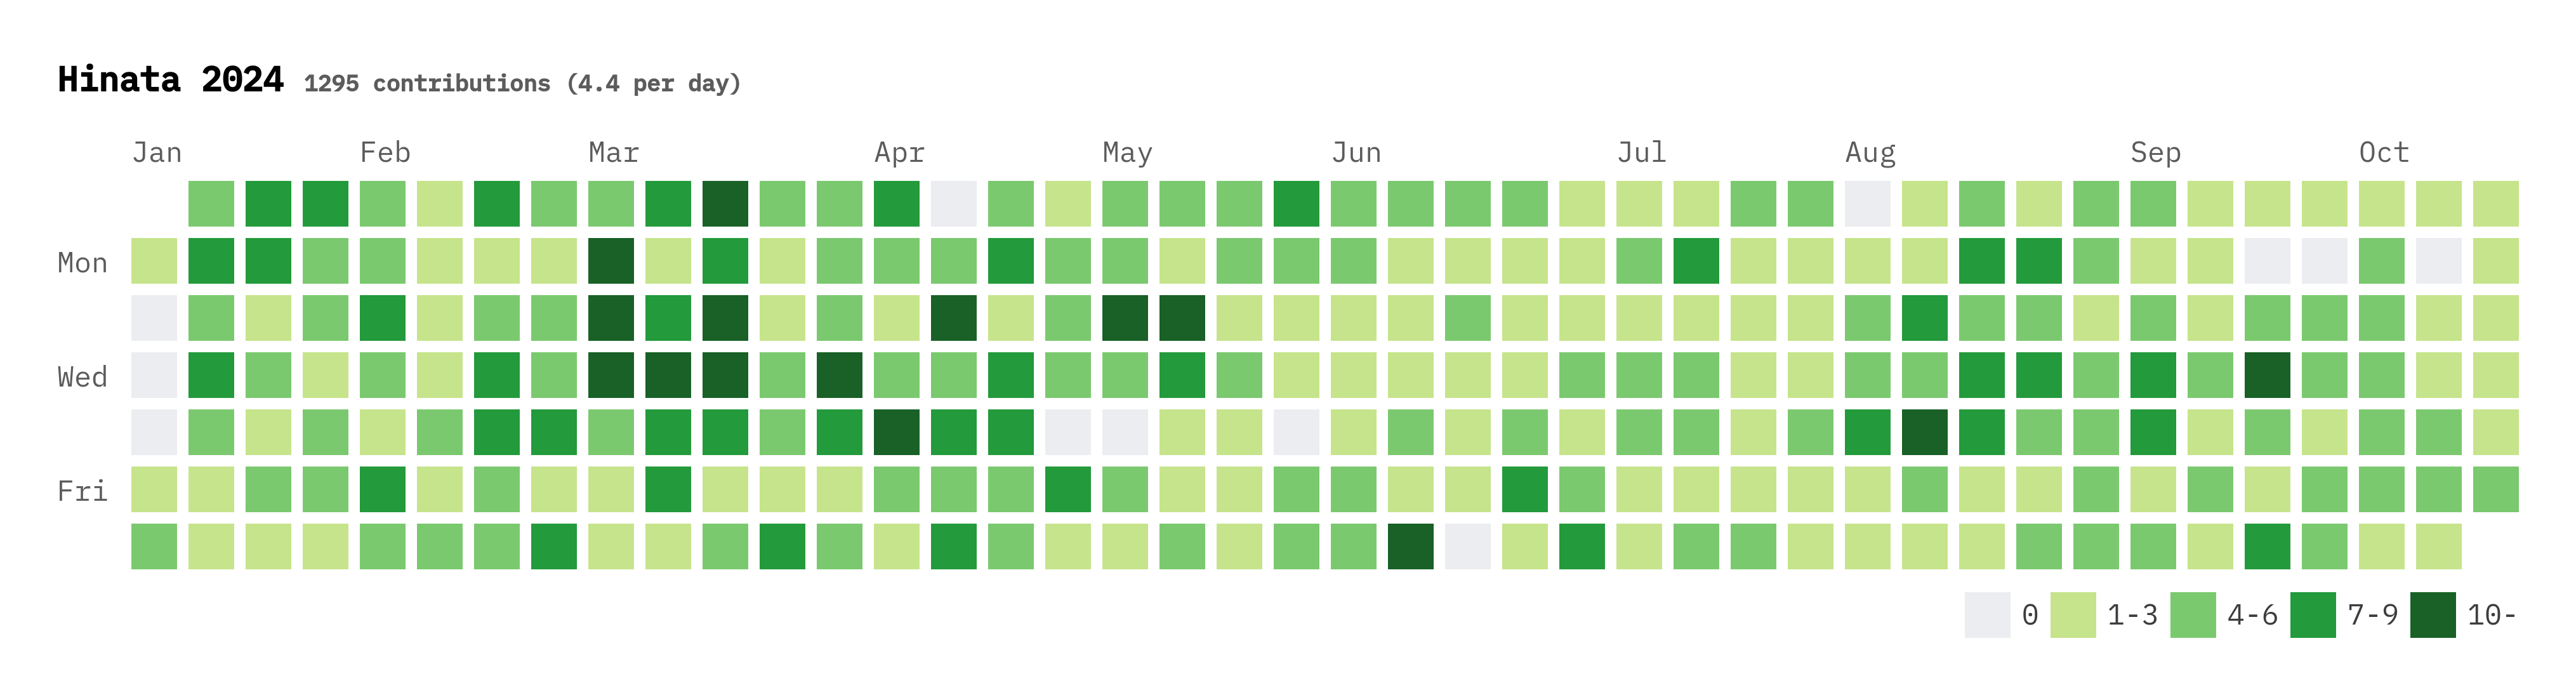 Hinata 2024 1295 contributions (4.4 per day)
Jan Feb Mar Apr May Jun Jul Aug Sep Oct
Mon
Wed
Fri
0 1-3 4-6 7-9 10-